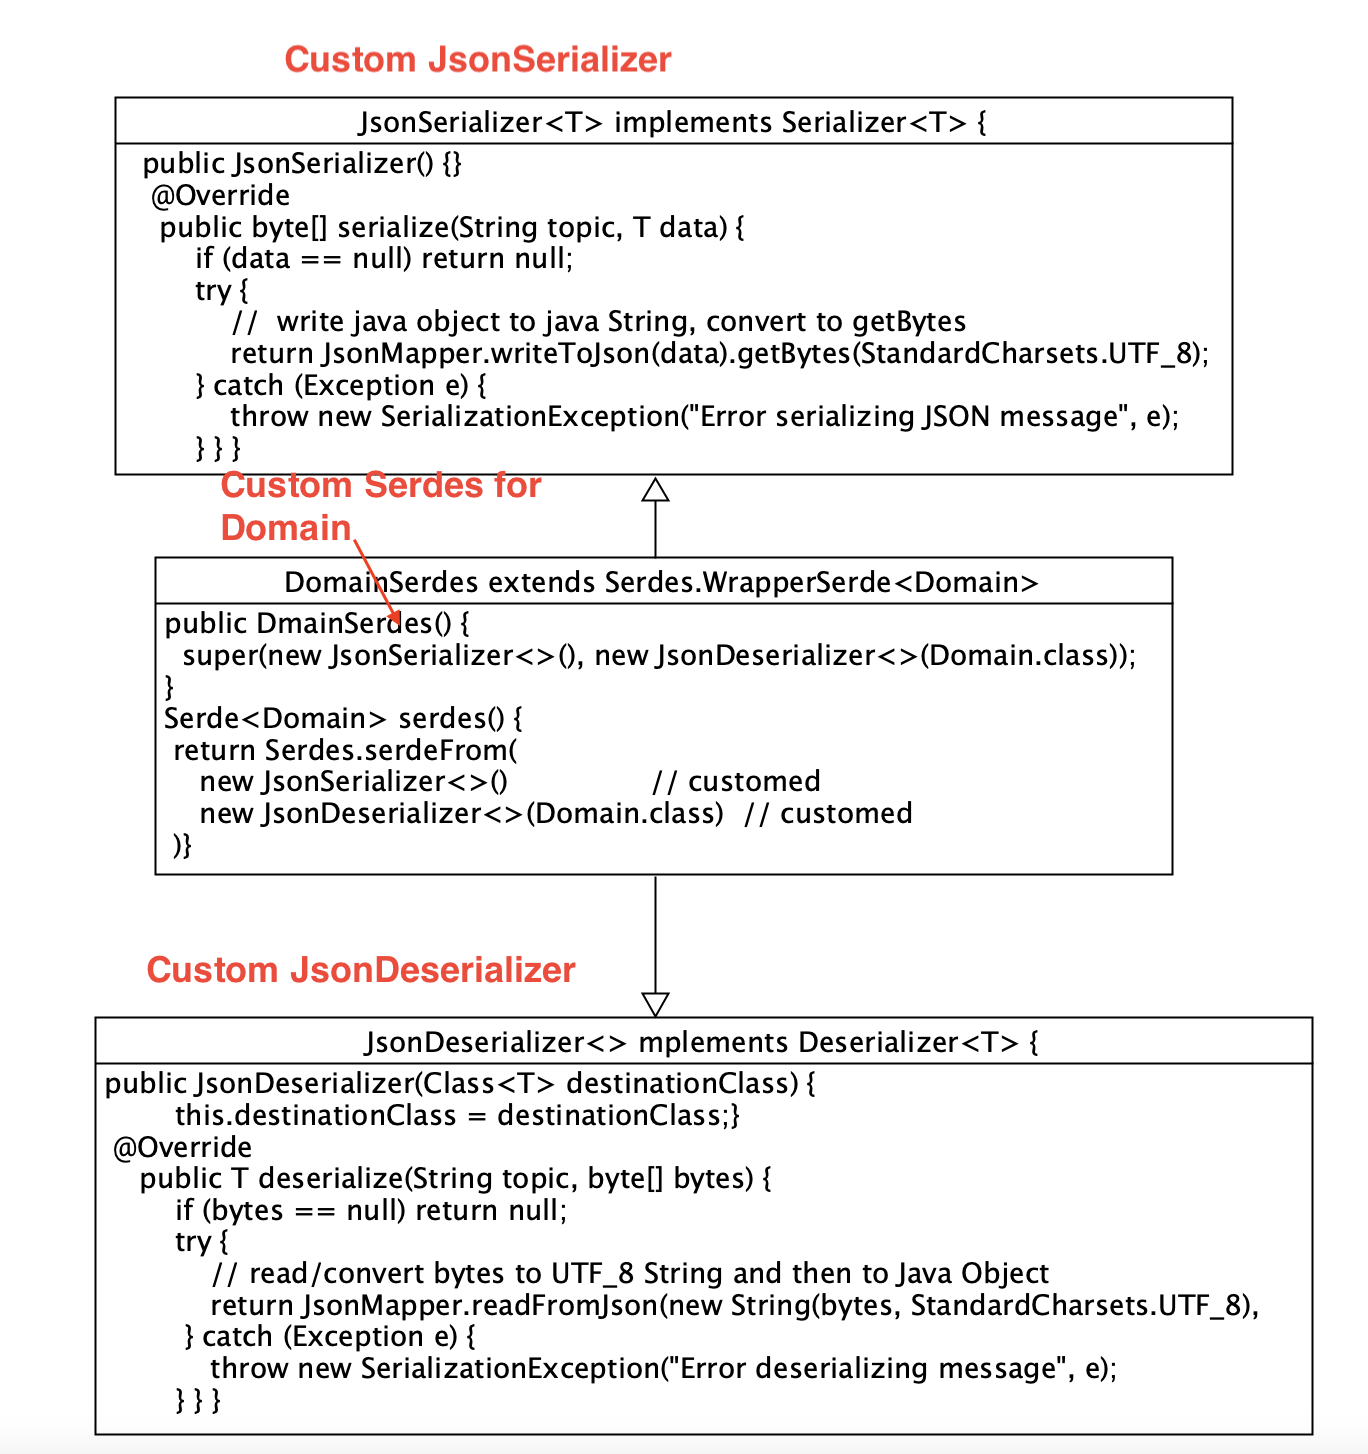 Custom JsonSerializer
JsonSerializer<T> implements Serializer<T> {
public JsonSerializer() {}
@Override
public byte[] serialize(String topic, T data) {
if (data == null) return null;
try {
//  write java object to java String, convert to getBytes
return JsonMapper.writeToJson(data).getBytes(StandardCharsets.UTF_8);
} catch (Exception e) {
throw new SerializationException("Error serializing JSON message", e);
} } }
Custom Serdes for
Domain
DomainSerdes extends Serdes.WrapperSerde<Domain>
public DmainSerdes() {
super(new JsonSerializer<>(), new JsonDeserializer<>(Domain.class));
}
Serde<Domain> serdes() {
return Serdes.serdeFrom(
new JsonSerializer<>()  // customed
new JsonDeserializer<>(Domain.class)  // customed
)}
Custom JsonDeserializer
JsonDeserializer<> mplements Deserializer<T> {
public JsonDeserializer(Class<T> destinationClass) {
this.destinationClass = destinationClass;}
@Override
public T deserialize(String topic, byte[] bytes) {
if (bytes == null) return null;
try {
// read/convert bytes to UTF_8 String and then to Java Object
return JsonMapper.readFromJson(new String(bytes, StandardCharsets.UTF_8),
} catch (Exception e) {
throw new SerializationException("Error deserializing message", e);
} } }